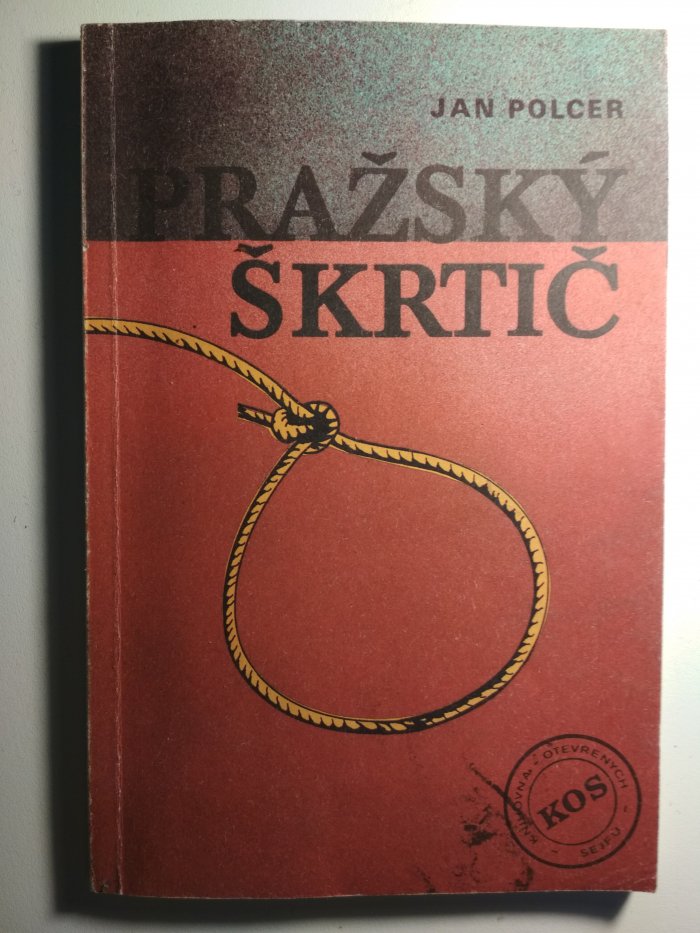 JAN POLCER
PRAŽSKÝ
ŠKRTIČ
KNIHOVNA - OTEVŘENÝCH - SEJFŮ -
KOS